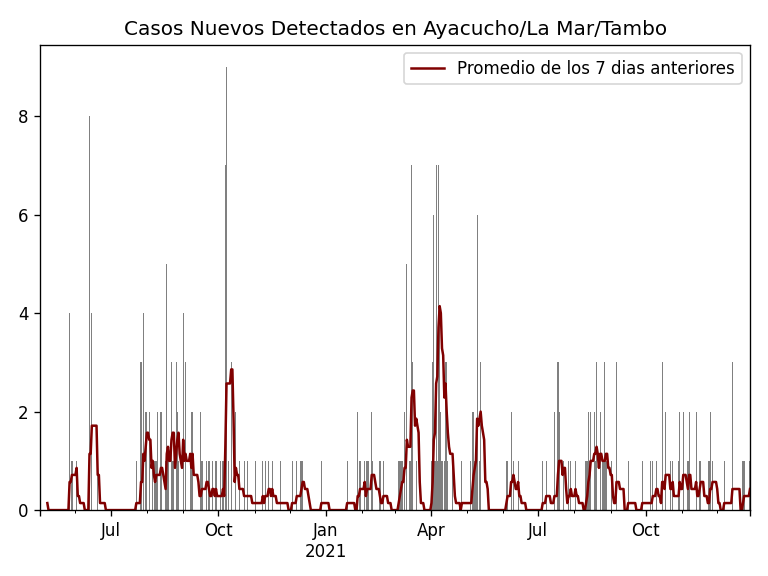 Casos Nuevos Detectados en Ayacucho/La Mar/Tambo
Promedio de los 7 dias anteriores
8
6
4
2
0
Jul
Oct
Jan
2021
Apr
Jul
Oct